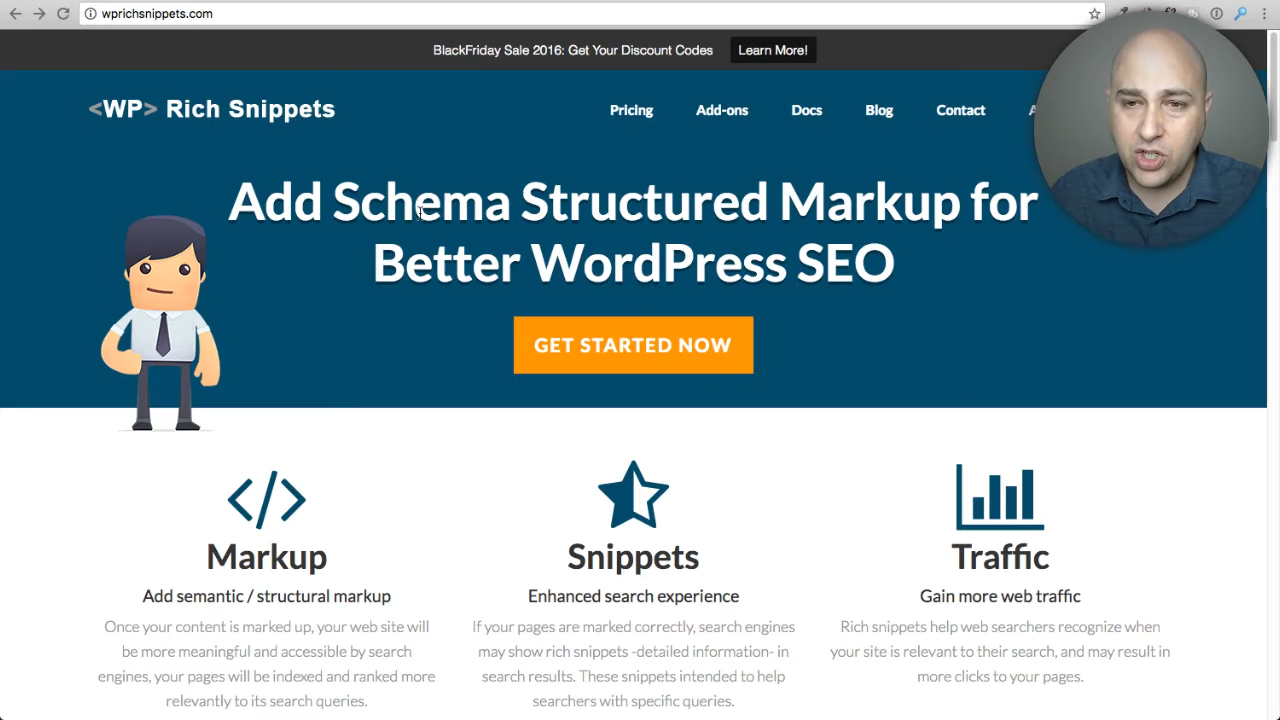 wprichsnippets.com
BlackFriday Sale 2016: Get Your Discount Codes Learn More!
<WP> Rich Snippets Pricing Add-ons Docs Blog Contact
Add Schema Structured Markup for
Better WordPress SEO
GET STARTED NOW
Markup
Add semantic / structural markup
Once your content is marked up, your web site will
be more meaningful and accessible by search
engines, your pages will be indexed and ranked more
relevantly to its search queries.
Snippets
Enhanced search experience
If your pages are marked correctly, search engines
may show rich snippets -detailed information- in
search results. These snippets intended to help
searchers with specific queries.
Traffic
Gain more web traffic
Rich snippets help web searchers recognize when
your site is relevant to their search, and may result in
more clicks to your pages.